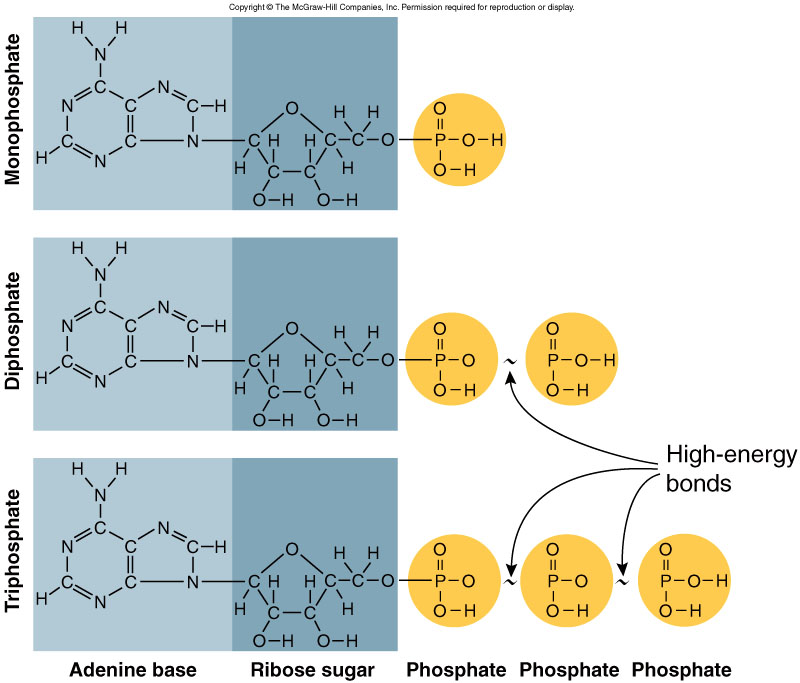 Copyright © The McGraw-Hill Companies, Inc. Permission required for reproduction or display.
Monophosphate
H H
N
C N
N C C–H O H H O
C C N C H H C C O P–O–H
H N H H O–H
C C
O–H O–H
Diphosphate
H H
N
C N
N C C–H O H H O O
C C N C H H C C O P–O ~ P–O–H
H N H H O–H O–H
C C
O–H O–H
High-energy
bonds
Triphosphate
H H
N
C N
N C C–H O H H O O O
C C N C H H C C O P–O ~ P–O ~ P–O–H
H N H H O–H O–H O–H
C C
O–H O–H
Adenine base Ribose sugar Phosphate Phosphate Phosphate